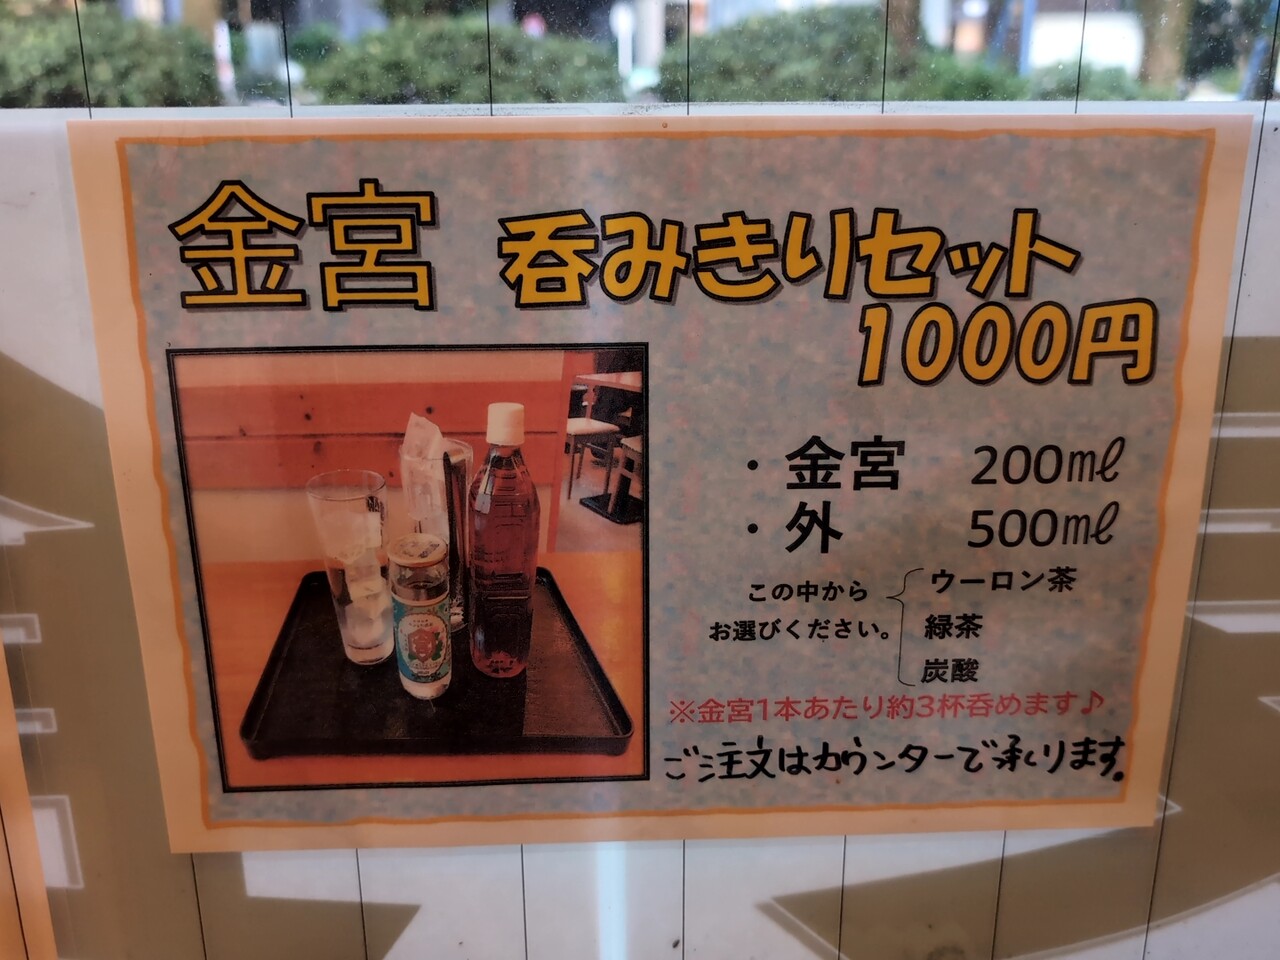 金宮 呑みきりセット
1000円
・金宮 200㎖
・外 500㎖
この中から
お選びください。
ウーロン茶
緑茶
炭酸
※金宮1本あたり約3杯呑めます♪
ご注文はカウンターで承ります。